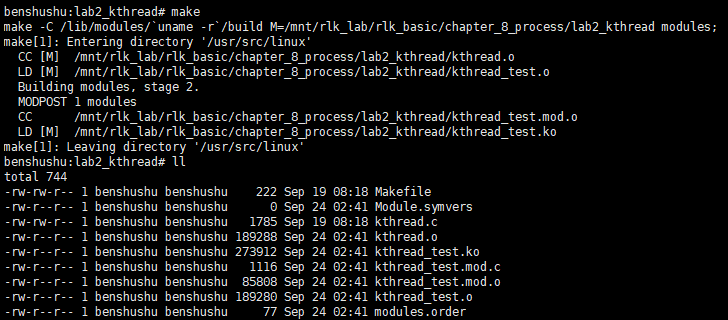 benshushu:lab2_kthread# make
make -C /lib/modules/`uname -r`/build M=/mnt/rlk_lab/rlk_basic/chapter_8_process/lab2_kthread modules;
make[1]: Entering directory '/usr/src/linux'
  CC [M]  /mnt/rlk_lab/rlk_basic/chapter_8_process/lab2_kthread/kthread.o
  LD [M]  /mnt/rlk_lab/rlk_basic/chapter_8_process/lab2_kthread/kthread_test.o
  Building modules, stage 2.
  MODPOST 1 modules
  CC      /mnt/rlk_lab/rlk_basic/chapter_8_process/lab2_kthread/kthread_test.mod.o
  LD [M]  /mnt/rlk_lab/rlk_basic/chapter_8_process/lab2_kthread/kthread_test.ko
make[1]: Leaving directory '/usr/src/linux'
benshushu:lab2_kthread# ll
total 744
-rw-rw-r-- 1 benshushu benshushu    222 Sep 19 08:18 Makefile
-rw-r--r-- 1 benshushu benshushu      0 Sep 24 02:41 Module.symvers
-rw-rw-r-- 1 benshushu benshushu   1785 Sep 19 08:18 kthread.c
-rw-r--r-- 1 benshushu benshushu 189288 Sep 24 02:41 kthread.o
-rw-r--r-- 1 benshushu benshushu 273912 Sep 24 02:41 kthread_test.ko
-rw-r--r-- 1 benshushu benshushu   1116 Sep 24 02:41 kthread_test.mod.c
-rw-r--r-- 1 benshushu benshushu  85808 Sep 24 02:41 kthread_test.mod.o
-rw-r--r-- 1 benshushu benshushu 189280 Sep 24 02:41 kthread_test.o
-rw-r--r-- 1 benshushu benshushu     77 Sep 24 02:41 modules.order